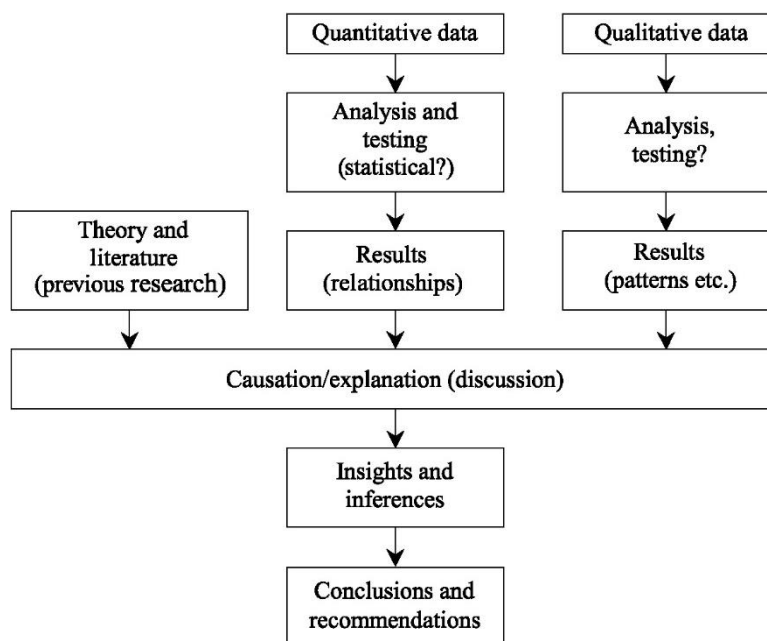 Quantitative data
Qualitative data
Analysis and
testing
(statistical?)
Analysis,
testing?
Theory and
literature
(previous research)
Results
(relationships)
Results
(patterns etc.)
Causation/explanation (discussion)
Insights and
inferences
Conclusions and
recommendations